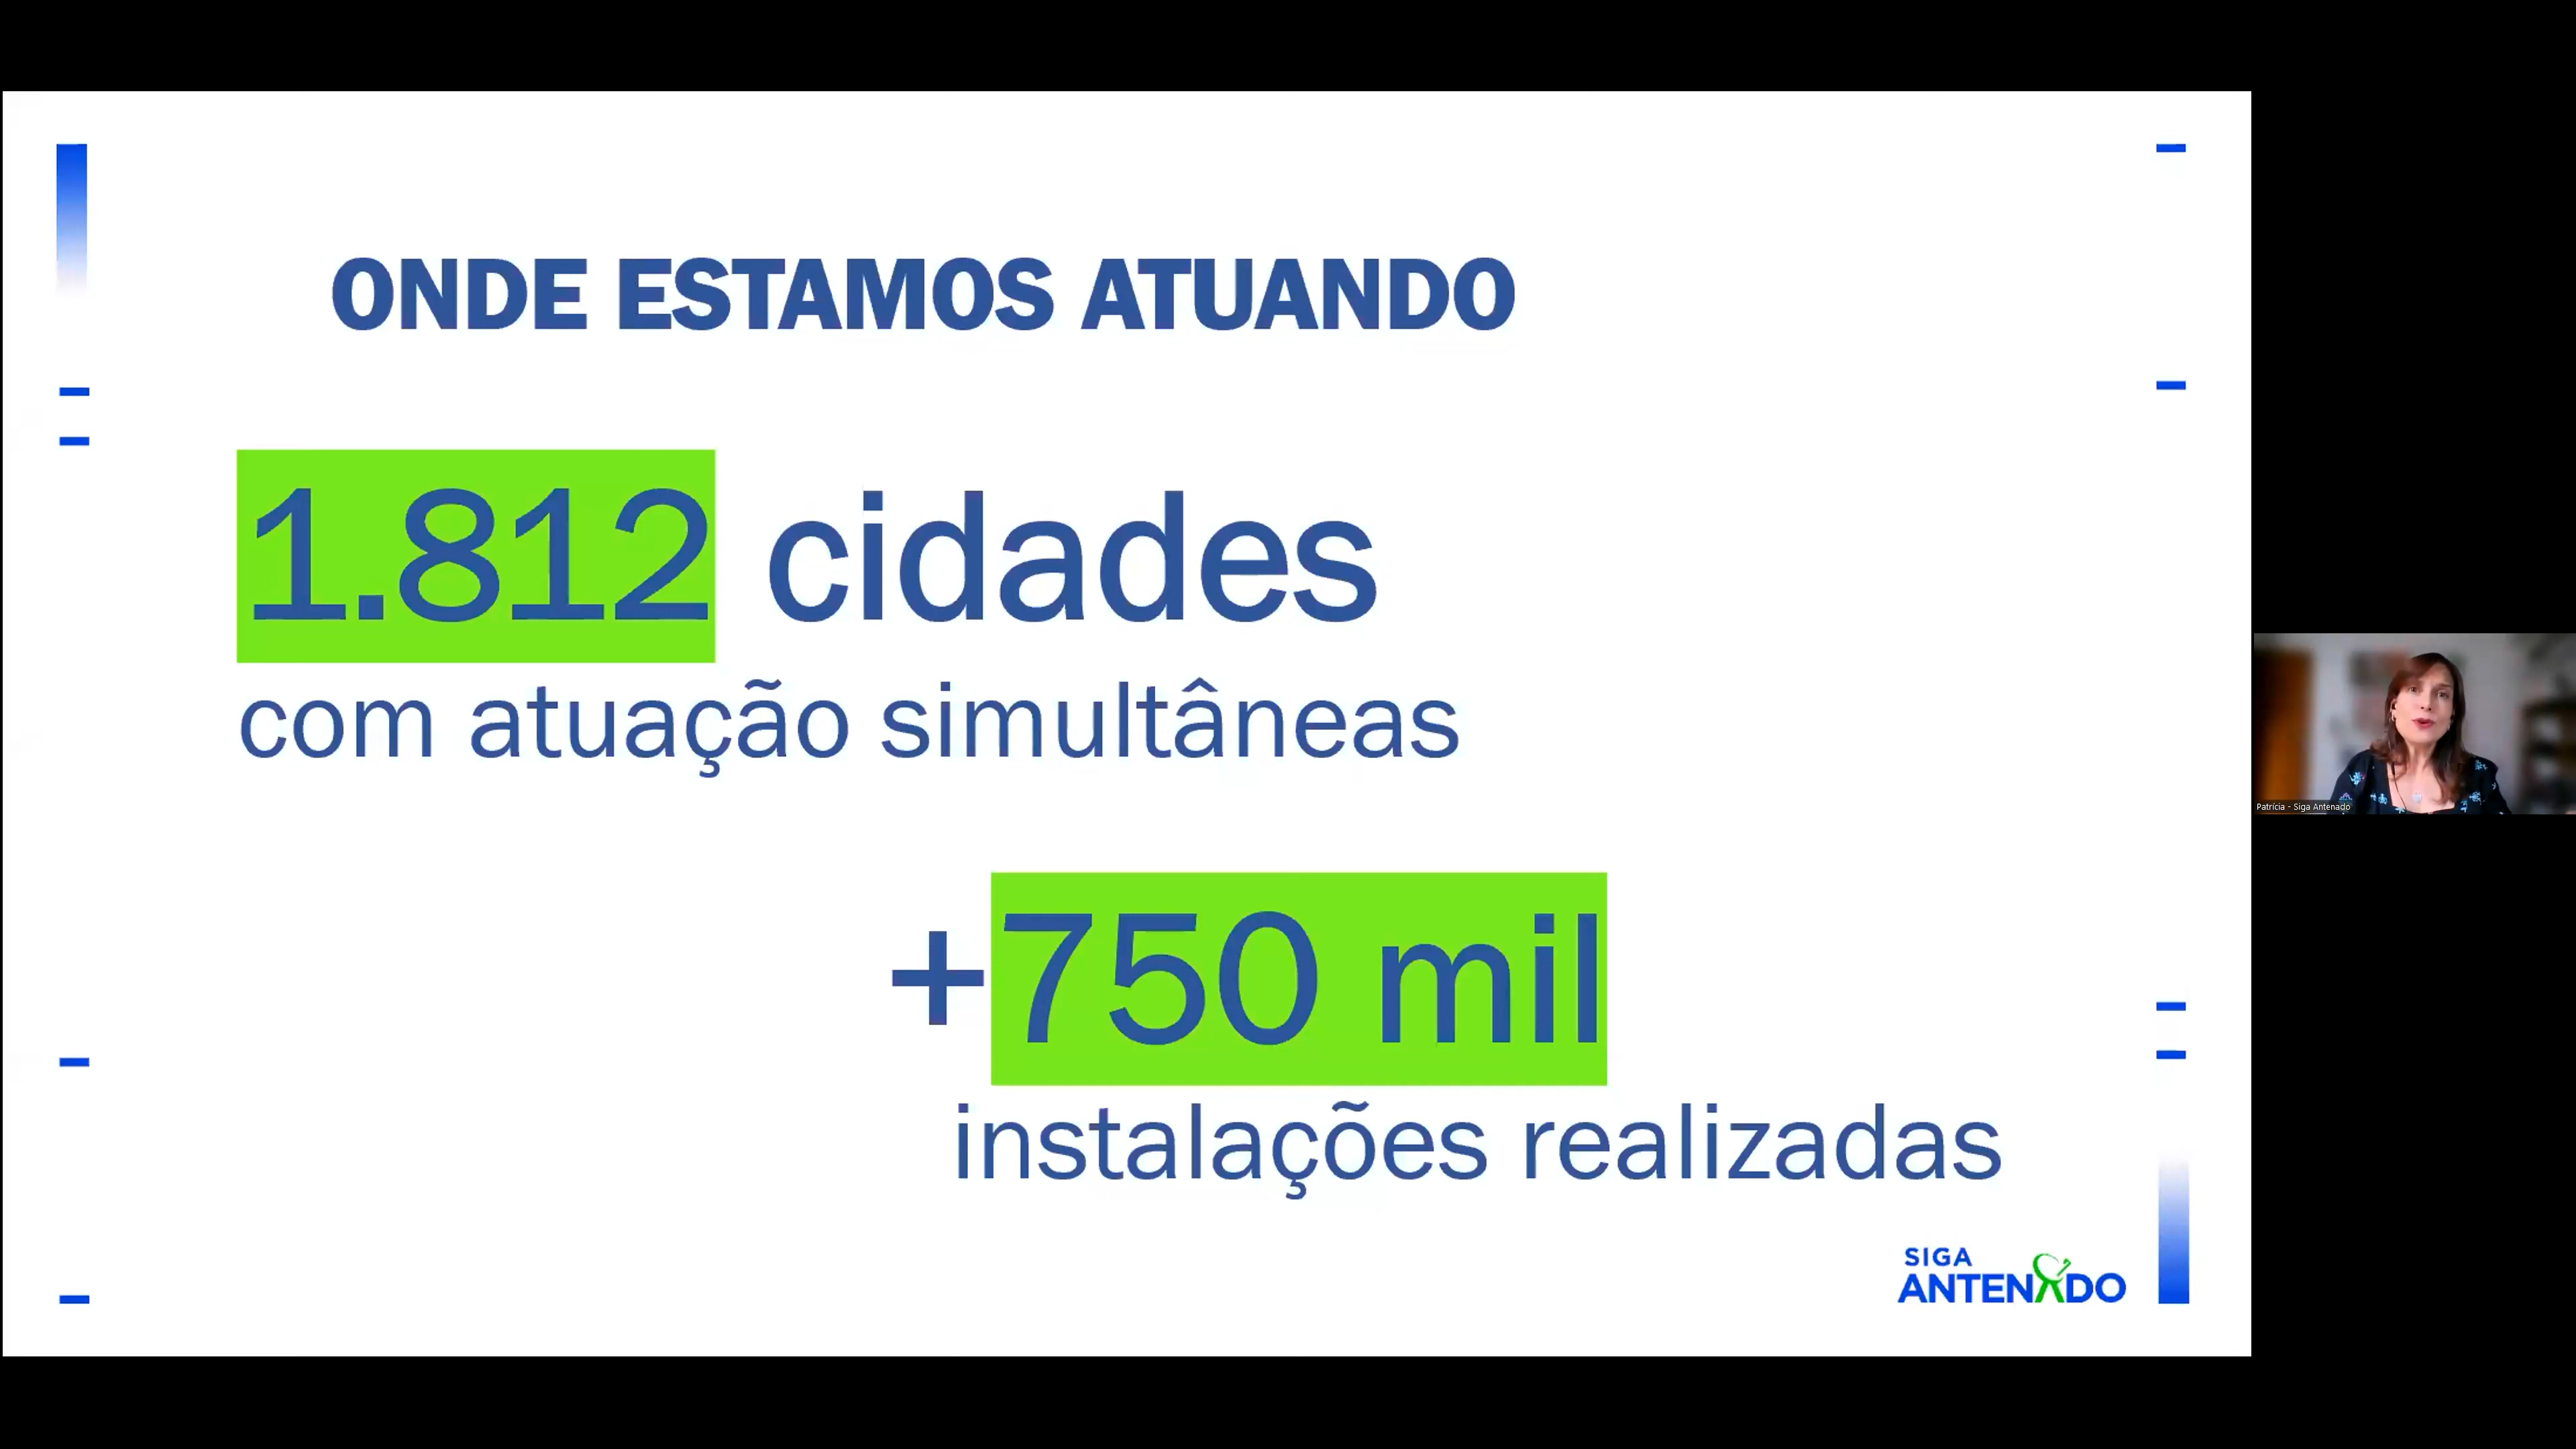 ONDE ESTAMOS ATUANDO
1.812 cidades
com atuação simultâneas
+750 mil
instalações realizadas
SIGA
ANTENADO
Patrícia - Siga Antenado